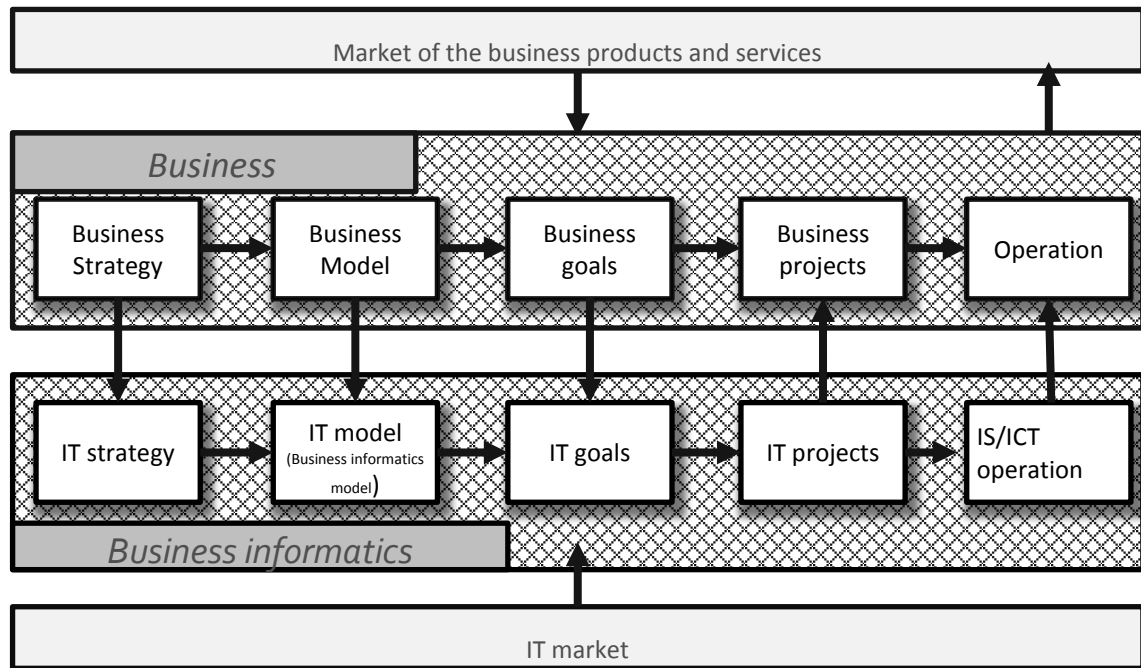 Market of the business products and services
Business
Business
Strategy
Business
Model
Business
goals
Business
projects
Operation
IT strategy
IT model
(Business informatics
model)
IT goals
IT projects
IS/ICT
operation
Business informatics
IT market